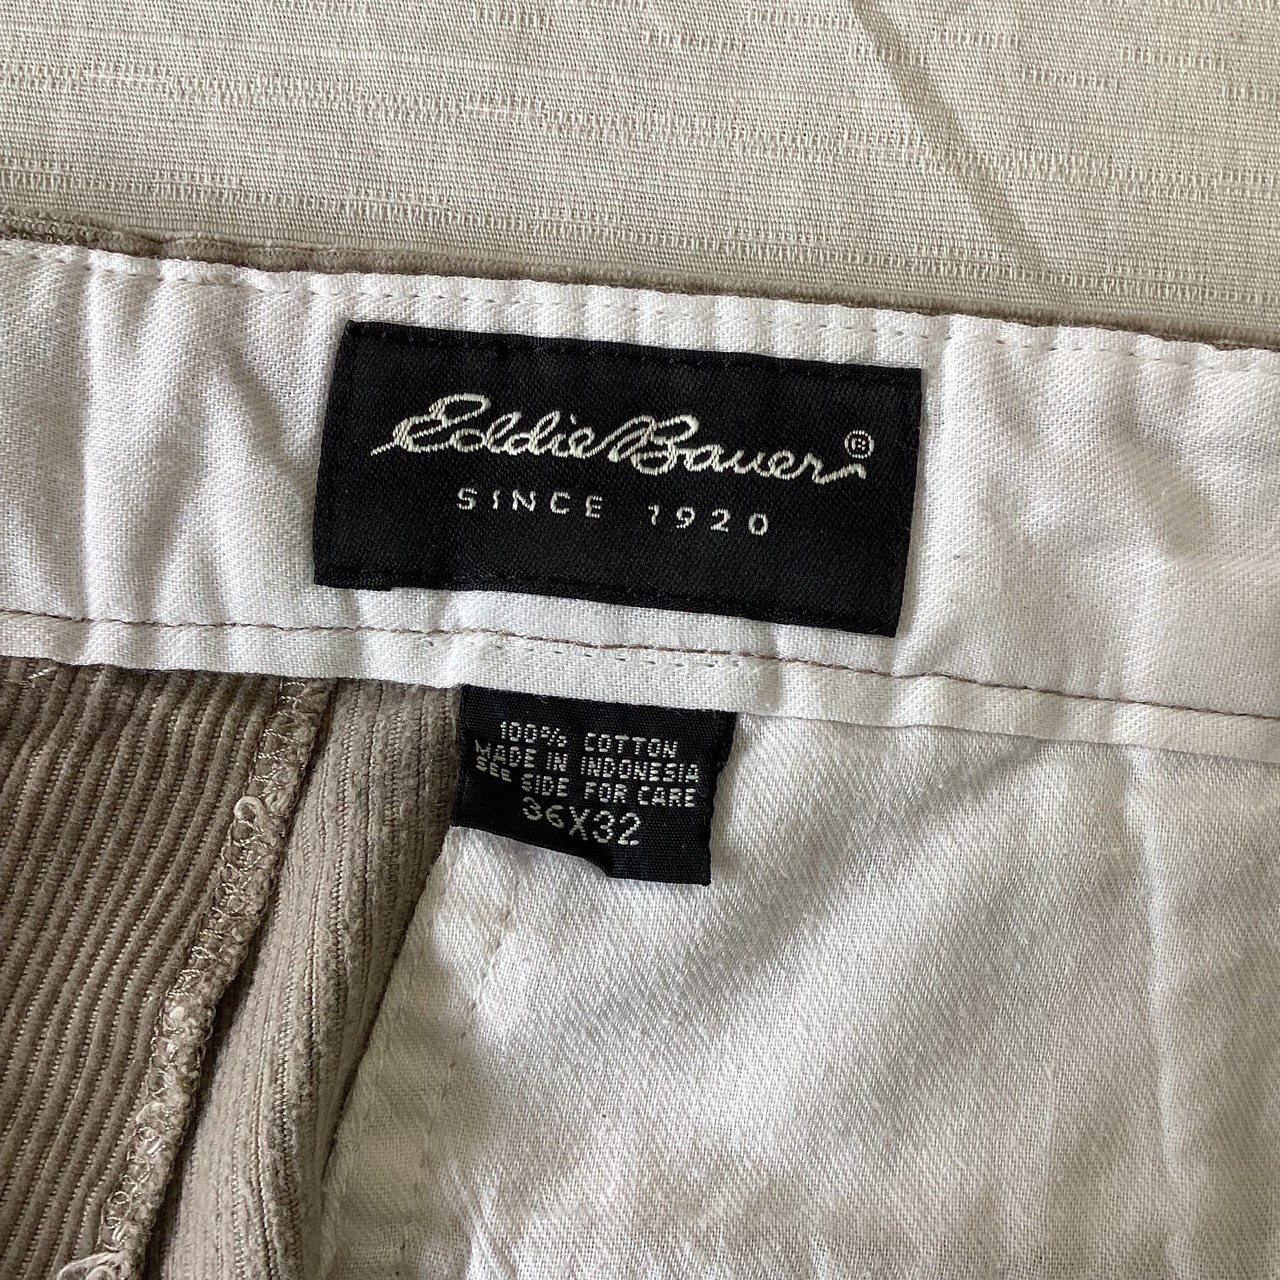 Eddie Bauer®
SINCE 1920
100% COTTON
MADE IN INDONESIA
SEE SIDE FOR CARE
36X32